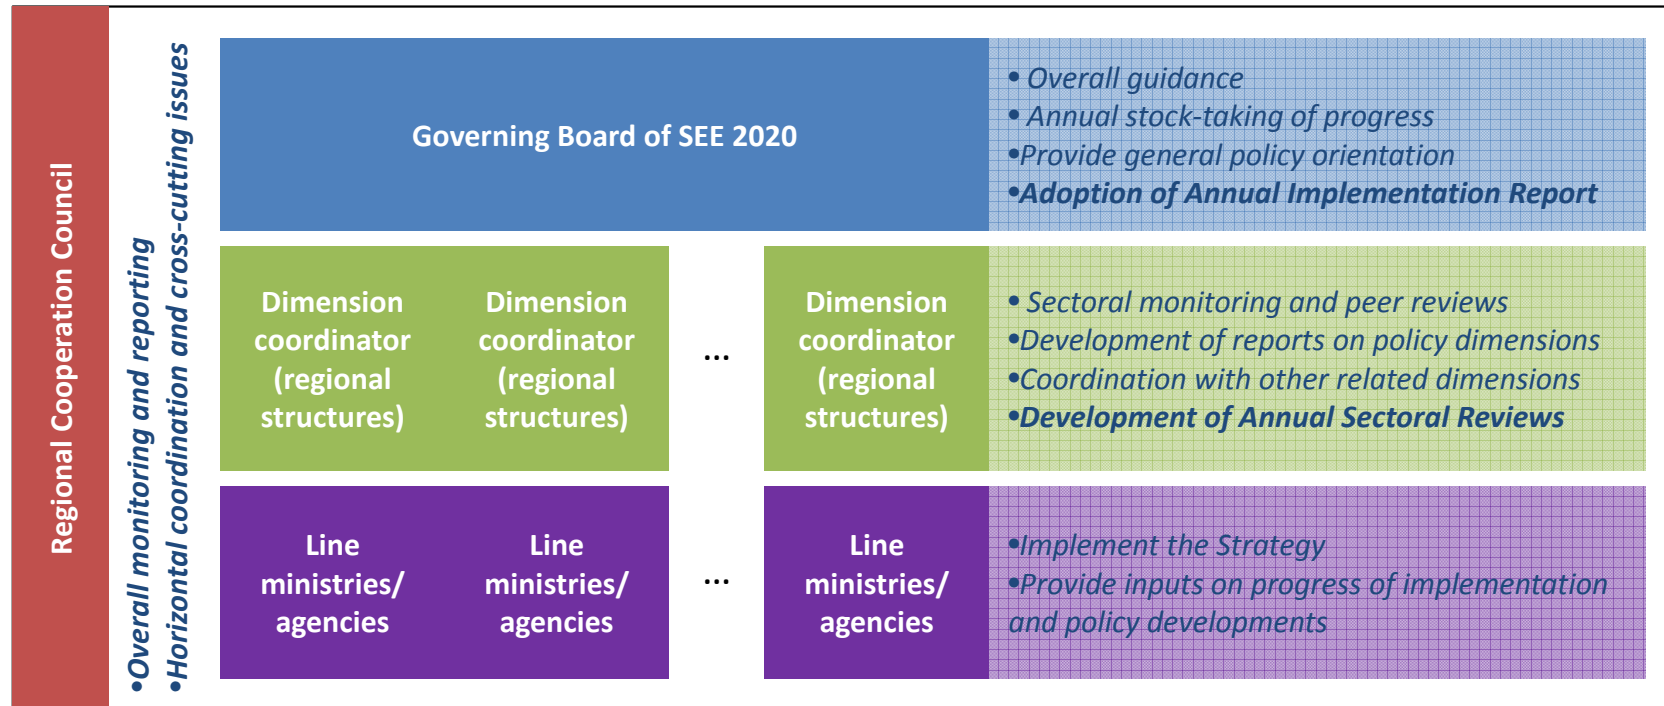 Regional Cooperation Council
•Overall monitoring and reporting
•Horizontal coordination and cross-cutting issues
Governing Board of SEE 2020
• Overall guidance
• Annual stock-taking of progress
•Provide general policy orientation
•Adoption of Annual Implementation Report
Dimension
coordinator
(regional
structures)
Dimension
coordinator
(regional
structures)
...
Dimension
coordinator
(regional
structures)
• Sectoral monitoring and peer reviews
•Development of reports on policy dimensions
•Coordination with other related dimensions
•Development of Annual Sectoral Reviews
Line
ministries/
agencies
Line
ministries/
agencies
...
Line
ministries/
agencies
•Implement the Strategy
•Provide inputs on progress of implementation
and policy developments